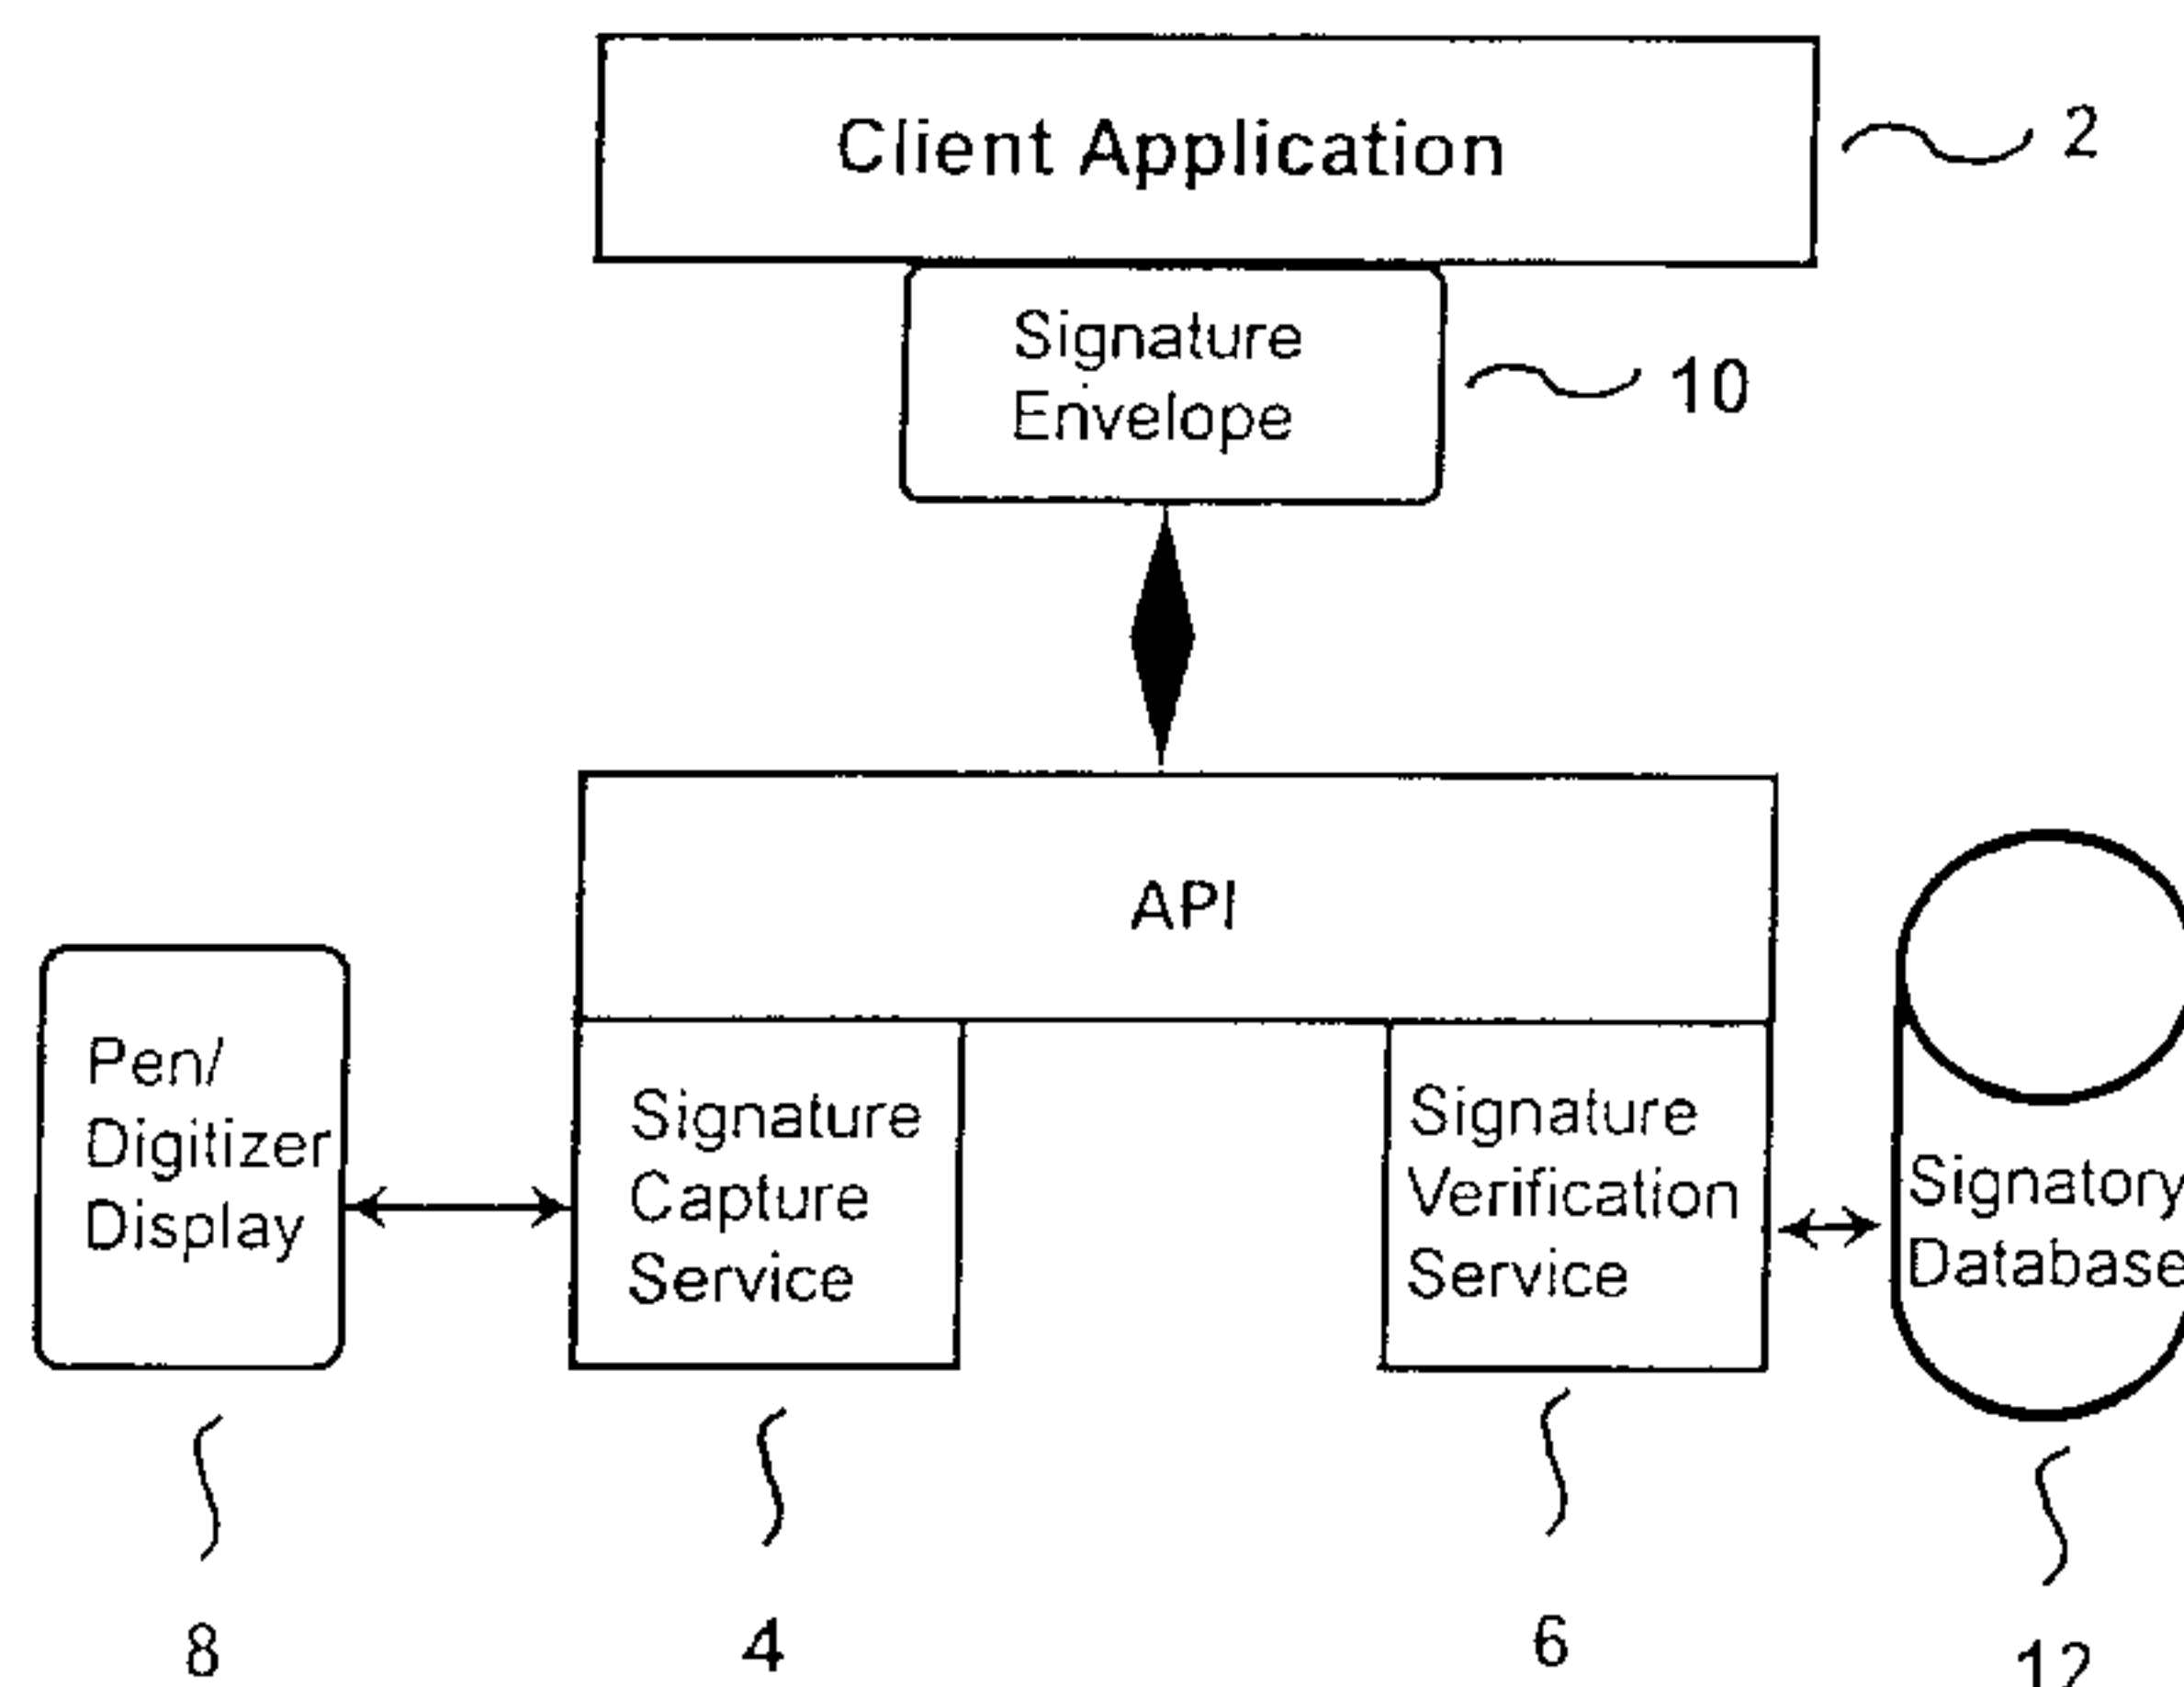 Client Application
2
Signature
Envelope
10
API
Pen/
Digitizer
Display
Signature
Capture
Service
Signature
Verification
Service
Signatory
Database
8
4
6
12